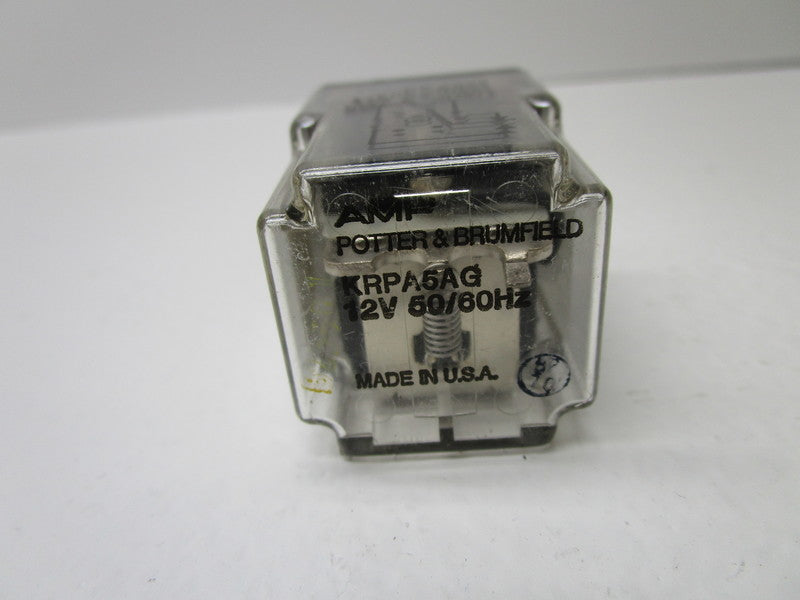 AMP
POTTER & BRUMFIELD
KRPA5AG
12V 50/60Hz
MADE IN U.S.A.